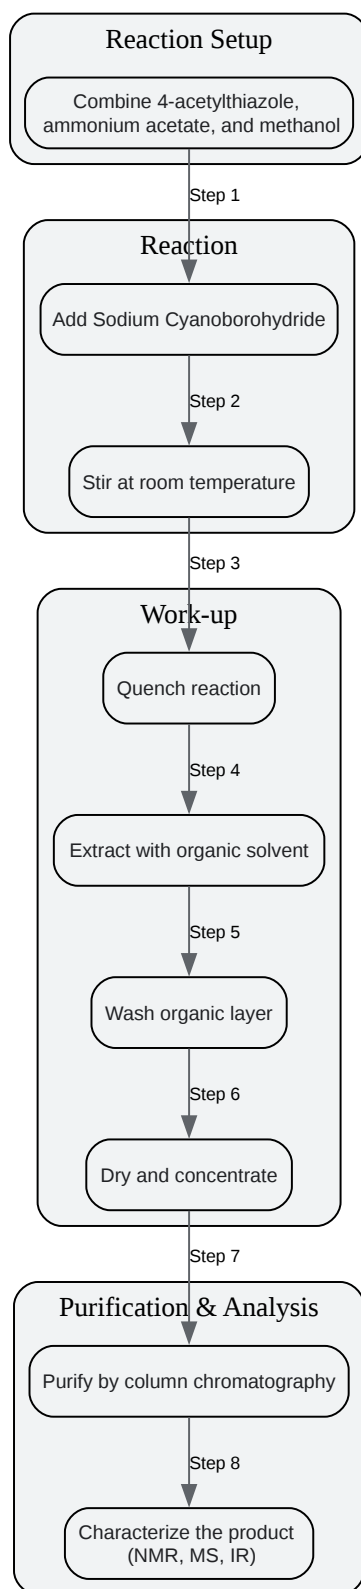 Reaction Setup
Combine 4-acetylthiazole,
ammonium acetate, and methanol
Step 1
Reaction
Add Sodium Cyanoborohydride
Step 2
Stir at room temperature
Step 3
Work-up
Quench reaction
Step 4
Extract with organic solvent
Step 5
Wash organic layer
Step 6
Dry and concentrate
Step 7
Purification & Analysis
Purify by column chromatography
Step 8
Characterize the product
(NMR, MS, IR)